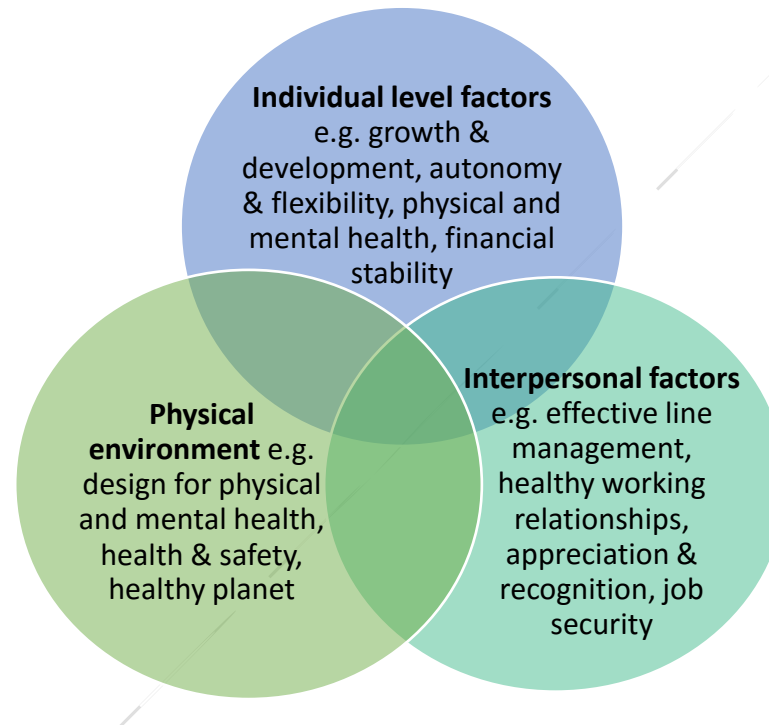 Individual level factors
e.g. growth &
development, autonomy
& flexibility, physical and
mental health, financial
stability
Physical
environment e.g.
design for physical
and mental health,
health & safety,
healthy planet
Interpersonal factors
e.g. effective line
management,
healthy working
relationships,
appreciation &
recognition, job
security